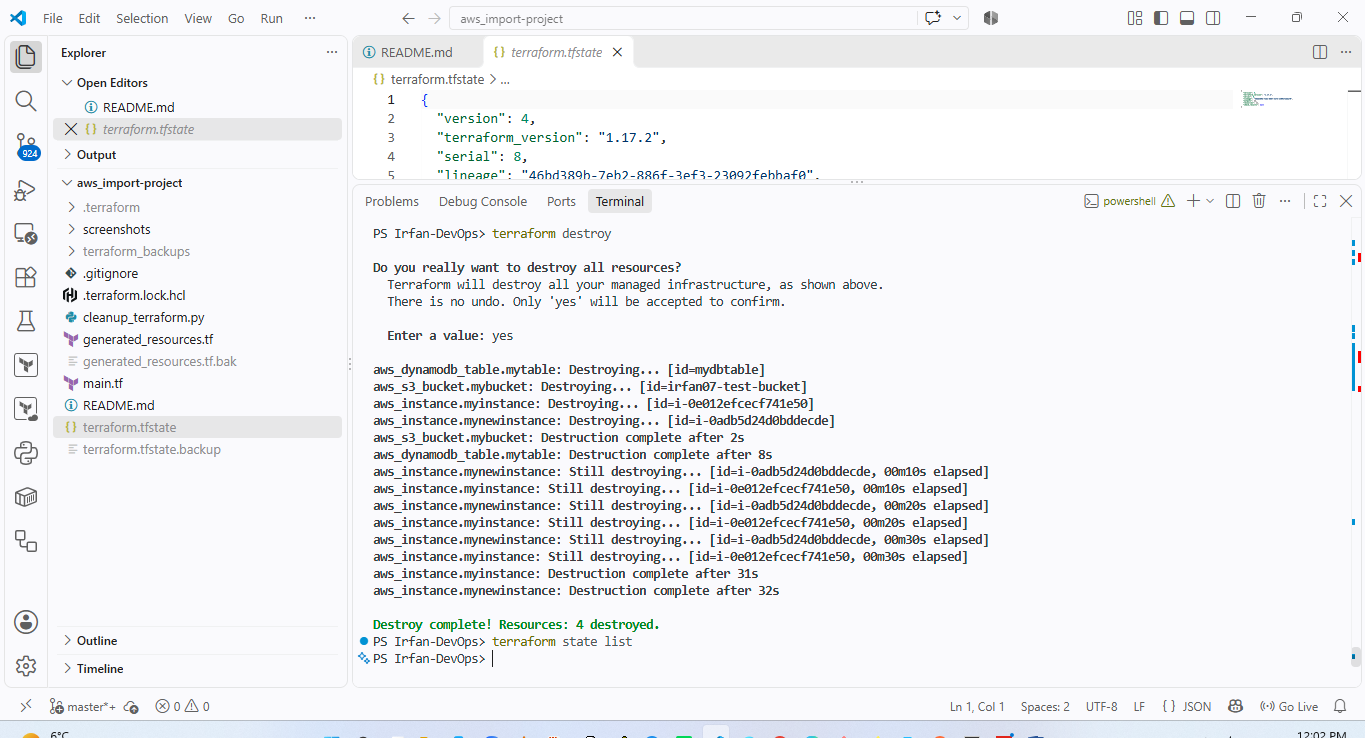 File Edit Selection View Go Run ··· aws_import-project
Explorer ···
Open Editors
README.md
terraform.tfstate
Output
aws_import-project
.terraform
screenshots
terraform_backups
.gitignore
.terraform.lock.hcl
cleanup_terraform.py
generated_resources.tf
generated_resources.tf.bak
main.tf
README.md
terraform.tfstate
terraform.tfstate.backup
Outline
Timeline
924
README.md terraform.tfstate
terraform.tfstate > ...
1 {
2 "version": 4,
3 "terraform_version": "1.17.2",
4 "serial": 8,
5 "lineage": "46bd389b-7eb2-886f-3ef3-23092febbaf0",
Problems Debug Console Ports Terminal powershell
PS Irfan-DevOps> terraform destroy
Do you really want to destroy all resources?
Terraform will destroy all your managed infrastructure, as shown above.
There is no undo. Only 'yes' will be accepted to confirm.
Enter a value: yes
aws_dynamodb_table.mytable: Destroying... [id=mydbtable]
aws_s3_bucket.mybucket: Destroying... [id=irfan07-test-bucket]
aws_instance.myinstance: Destroying... [id=i-0e012efcecf741e50]
aws_instance.mynewinstance: Destroying... [id=i-0adb5d24d0bddecde]
aws_s3_bucket.mybucket: Destruction complete after 2s
aws_dynamodb_table.mytable: Destruction complete after 8s
aws_instance.mynewinstance: Still destroying... [id=i-0adb5d24d0bddecde, 00m10s elapsed]
aws_instance.myinstance: Still destroying... [id=i-0e012efcecf741e50, 00m10s elapsed]
aws_instance.mynewinstance: Still destroying... [id=i-0adb5d24d0bddecde, 00m20s elapsed]
aws_instance.myinstance: Still destroying... [id=i-0e012efcecf741e50, 00m20s elapsed]
aws_instance.mynewinstance: Still destroying... [id=i-0adb5d24d0bddecde, 00m30s elapsed]
aws_instance.myinstance: Still destroying... [id=i-0e012efcecf741e50, 00m30s elapsed]
aws_instance.myinstance: Destruction complete after 31s
aws_instance.mynewinstance: Destruction complete after 32s
Destroy complete! Resources: 4 destroyed.
PS Irfan-DevOps> terraform state list
PS Irfan-DevOps>
master*+ 0 0 Ln 1, Col 1 Spaces: 2 UTF-8 LF { } JSON Go Live
6°C 12:02 PM